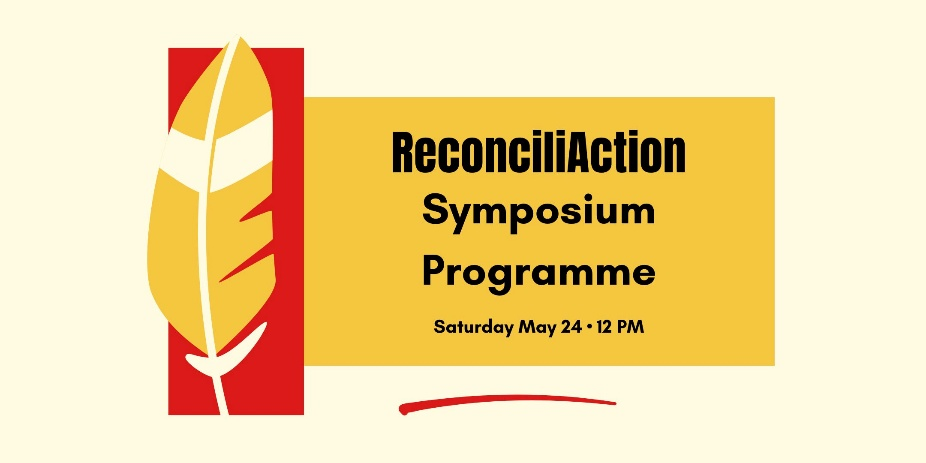 ReconciliAction
Symposium
Programme
Saturday May 24 • 12 PM